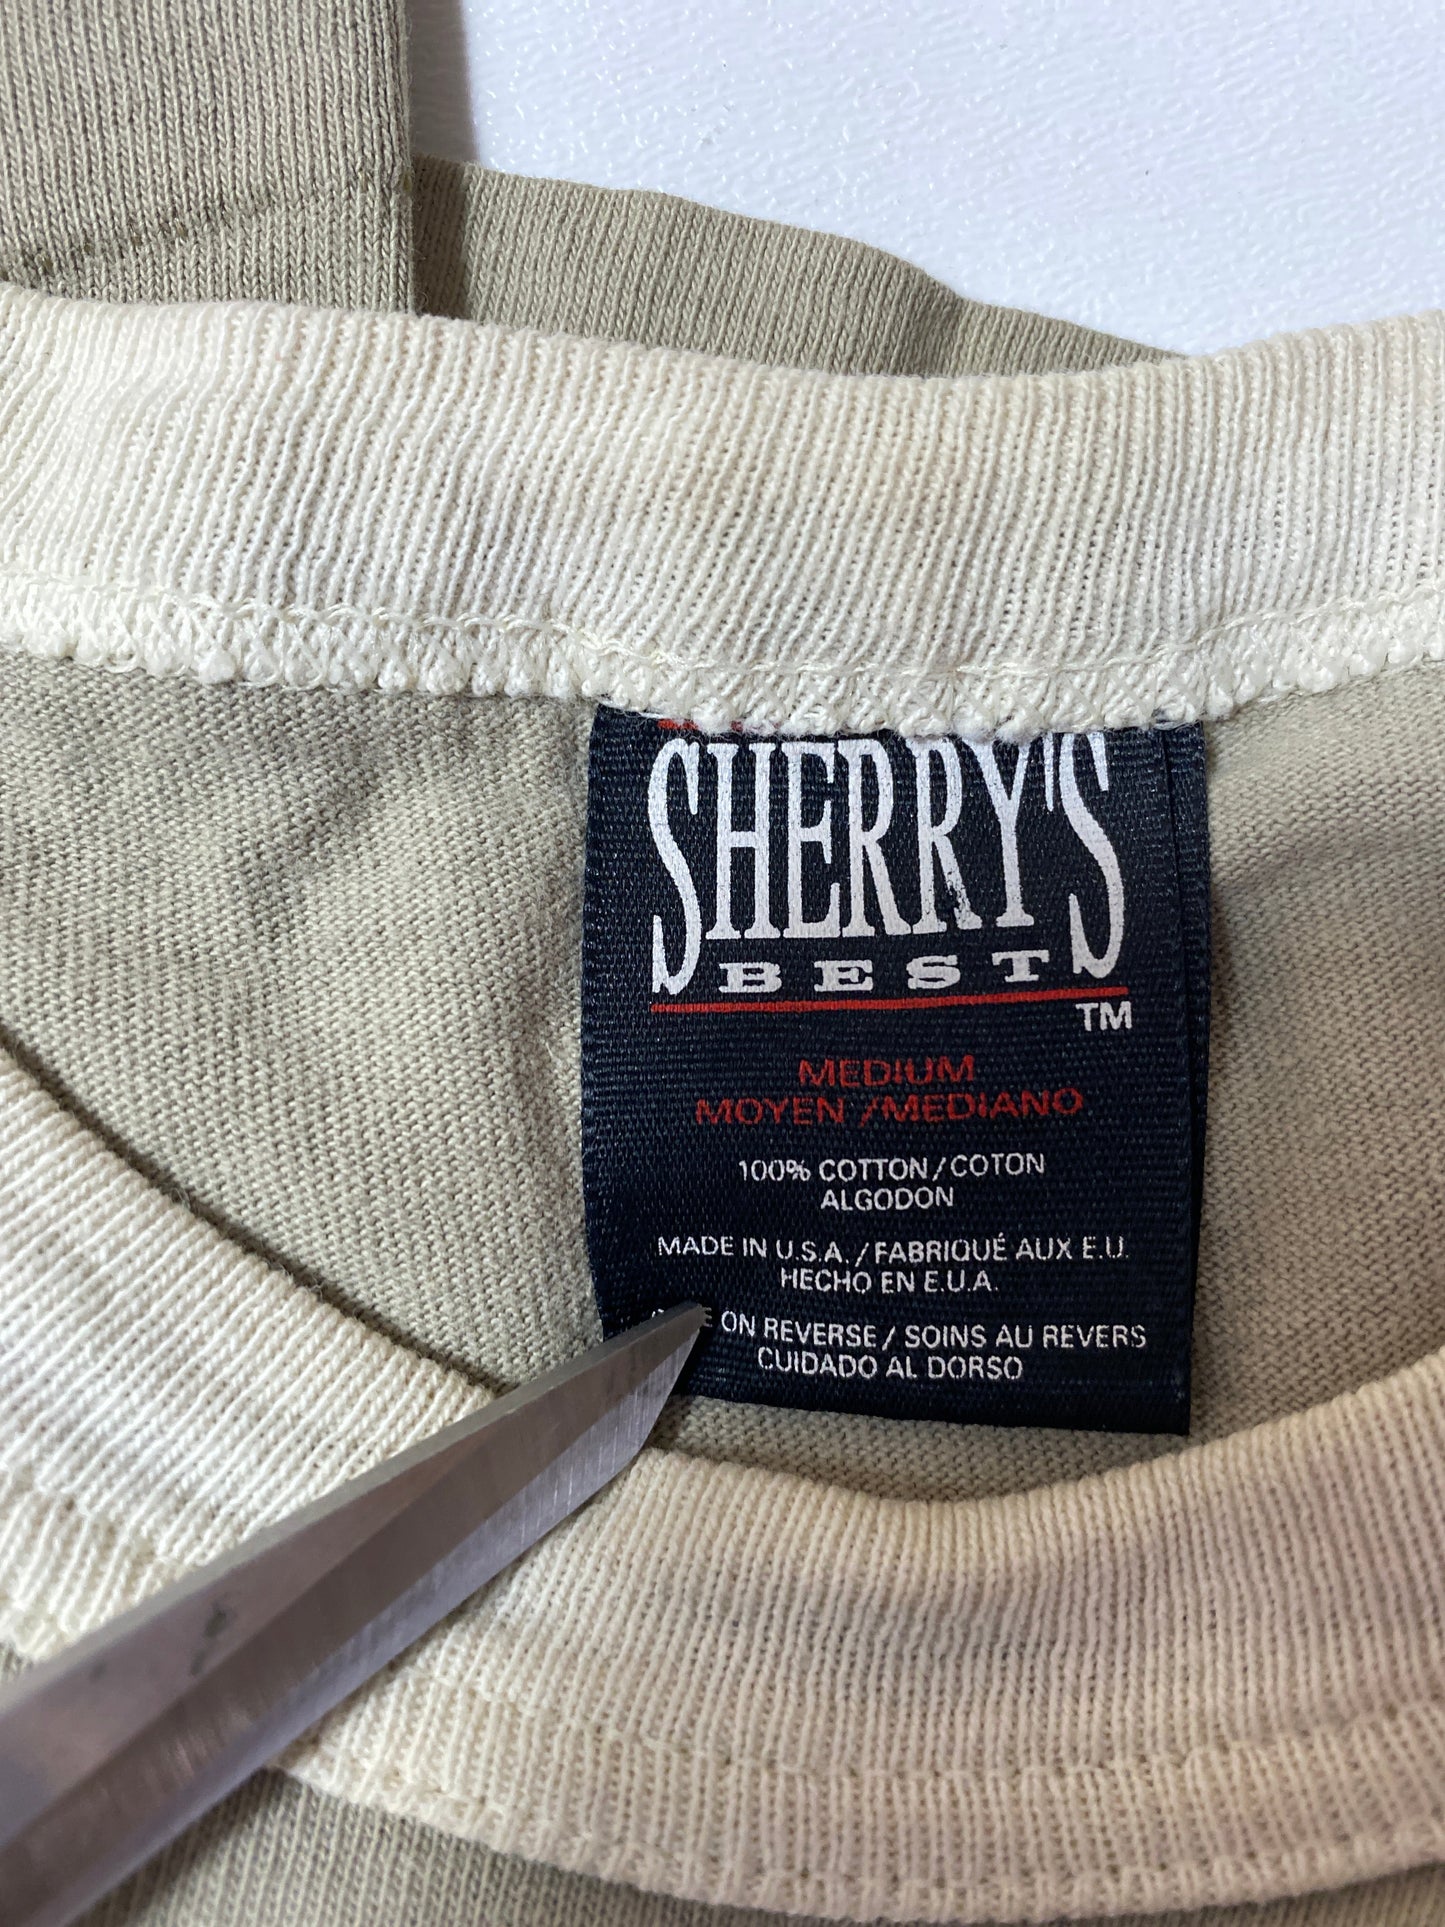 SHERRY'S
BEST
TM
MEDIUM
MOYEN /MEDIANO
100% COTTON/COTON
ALGODON
MADE IN U.S.A./FABRIQUÉ AUX E.U.
HECHO EN E.U.A.
ON REVERSE/SOINS AU REVERS
CUIDADO AL DORSO